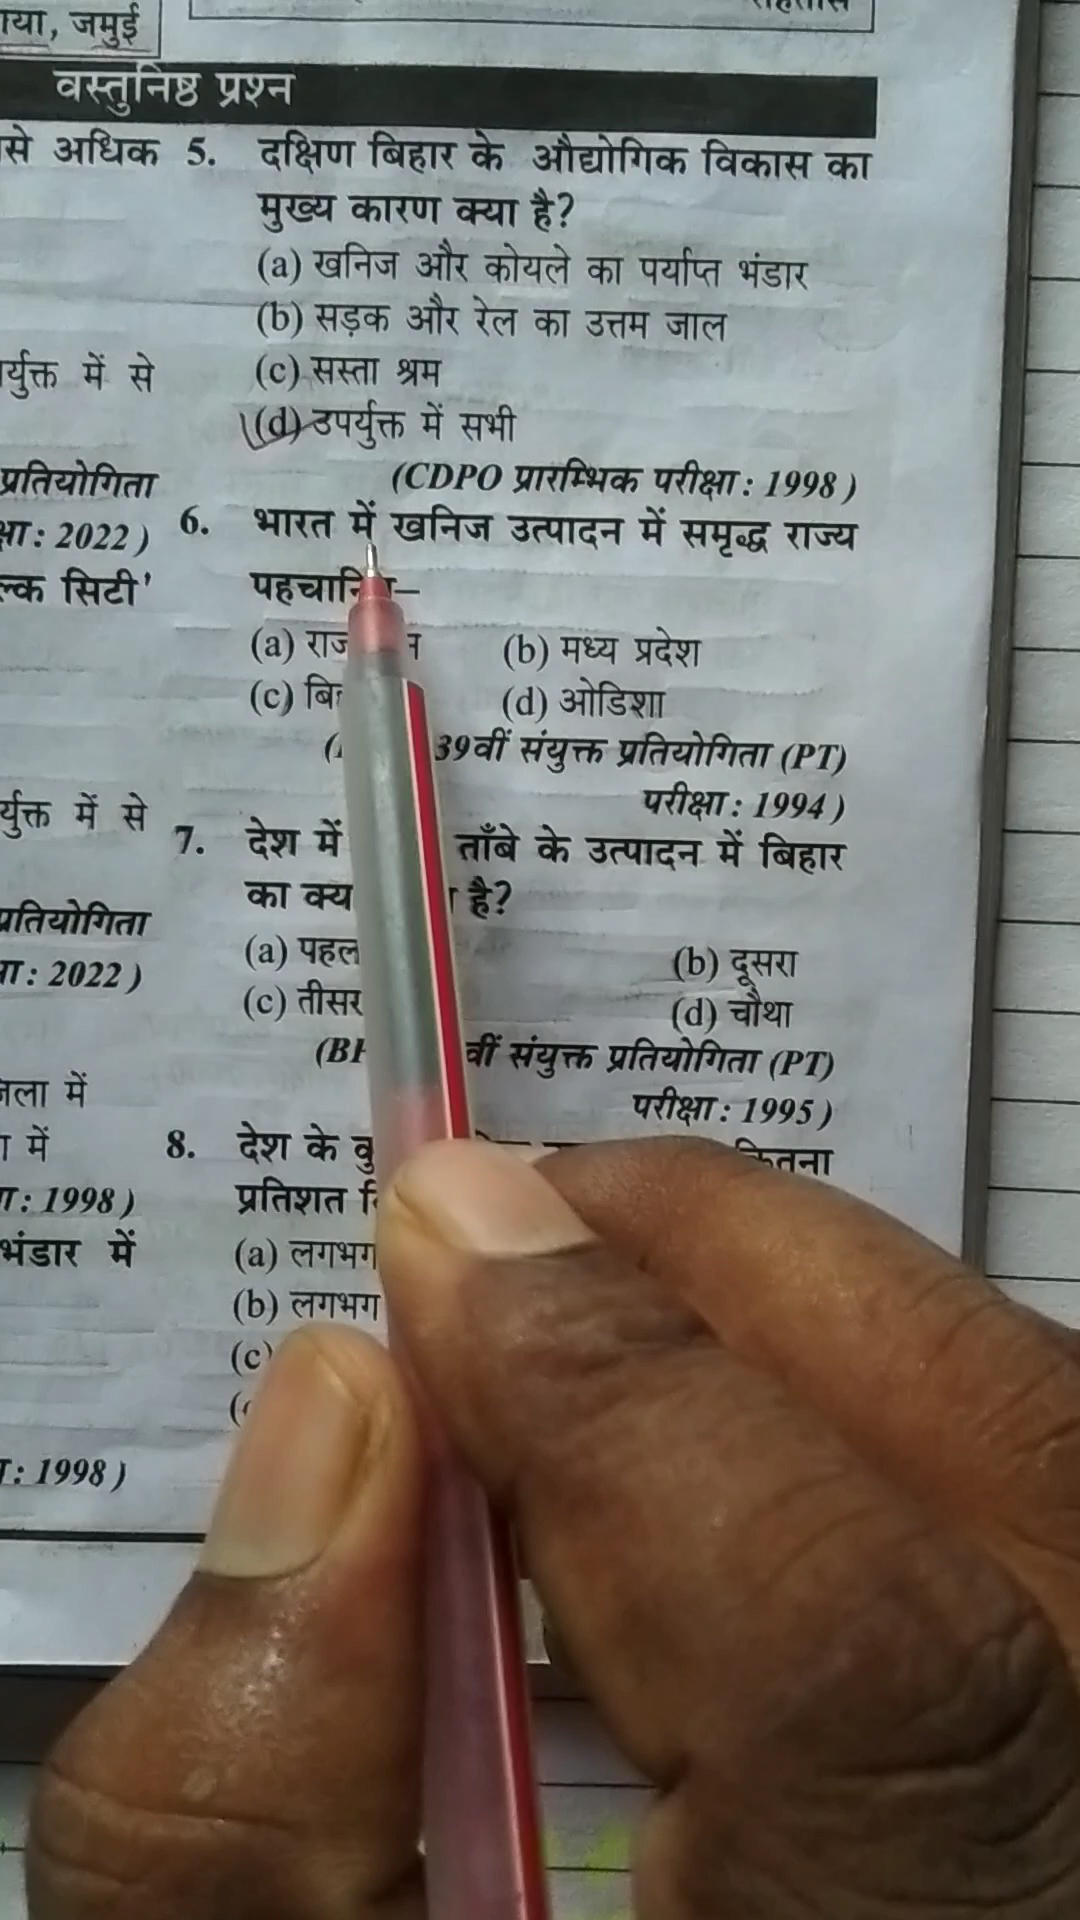 गया, जमुई
वस्तुनिष्ठ प्रश्न
से अधिक
र्युक्त में से
प्रतियोगिता
क्षा : 2022 )
ल्क सिटी'
र्युक्त में से
प्रतियोगिता
: 2022 )
जला में
में
: 1998 )
भंडार में
: 1998 )
5. दक्षिण बिहार के औद्योगिक विकास का
मुख्य कारण क्या है?
(a) खनिज और कोयले का पर्याप्त भंडार
(b) सड़क और रेल का उत्तम जाल
(c) सस्ता श्रम
(d) उपर्युक्त में सभी
(CDPO प्रारम्भिक परीक्षा : 1998 )
6. भारत में खनिज उत्पादन में समृद्ध राज्य
पहचानि –
(a) राज
(b) मध्य प्रदेश
(c) बि
(d) ओडिशा
( 39वीं संयुक्त प्रतियोगिता (PT)
परीक्षा : 1994 )
7. देश में ताँबे के उत्पादन में बिहार
का क्य है?
(a) पहल
(b) दूसरा
(c) तीसर
(d) चौथा
(BP वीं संयुक्त प्रतियोगिता (PT)
परीक्षा : 1995 )
8. देश के कु कितना
प्रतिशत
(a) लगभग
(b) लगभग
(c)